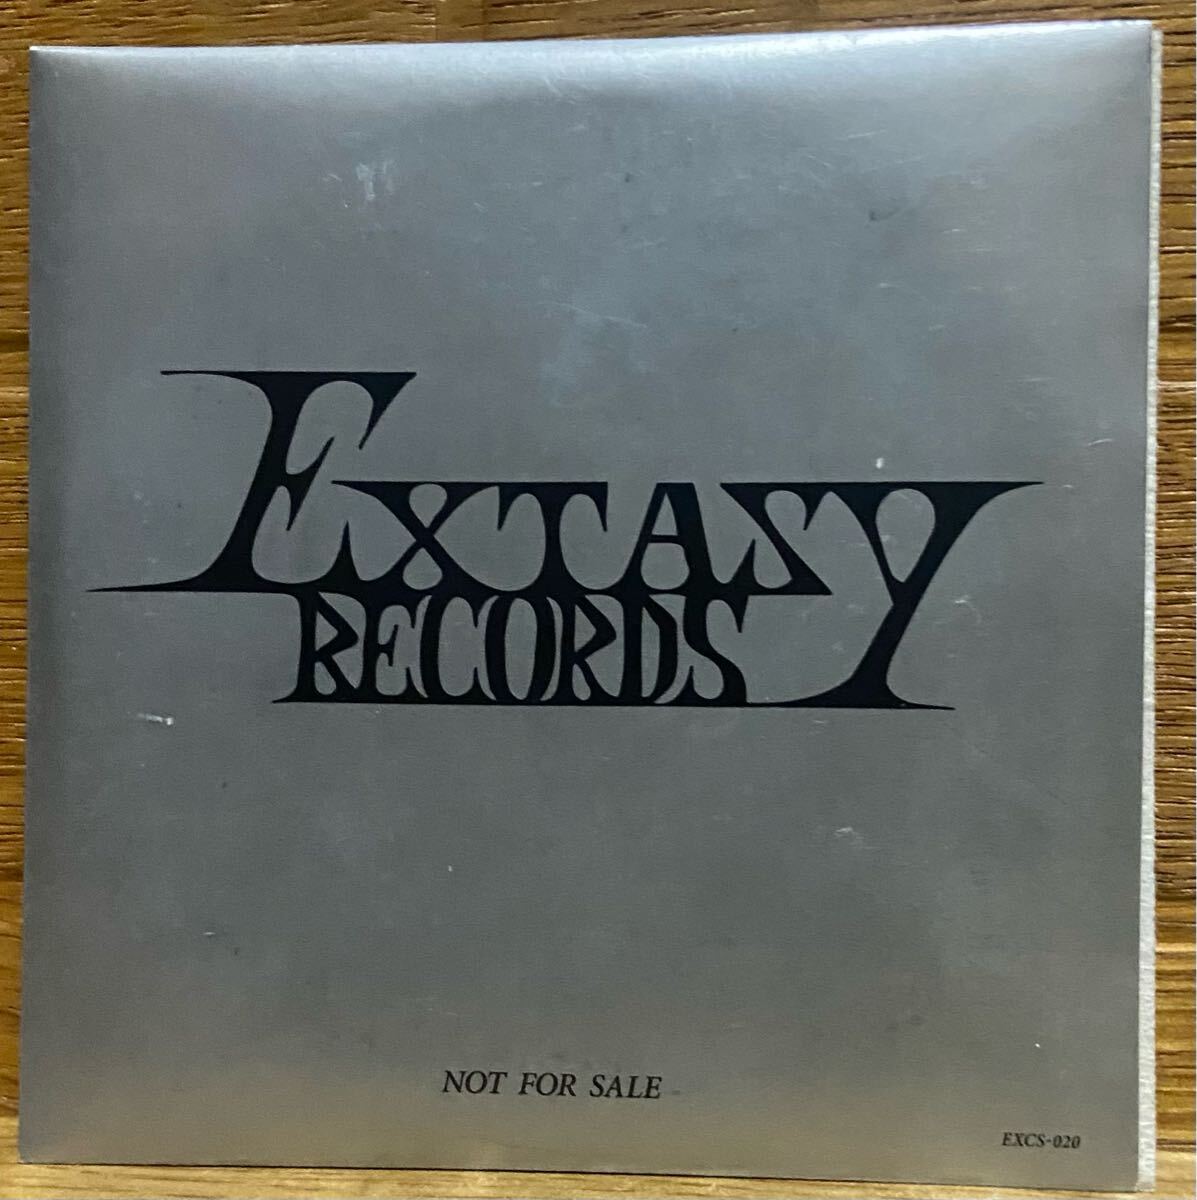 EXTASY
RECORDS
NOT FOR SALE
EXCS-020